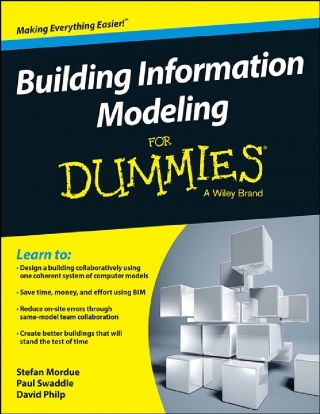 Making Everything Easier!™
Building Information
Modeling
FOR
DUMMIES®
A Wiley Brand
Learn to:
• Design a building collaboratively using
one coherent system of computer models
• Save time, money, and effort using BIM
• Reduce on-site errors through
same-model team collaboration
• Create better buildings that will
stand the test of time
Stefan Mordue
Paul Swaddle
David Philp